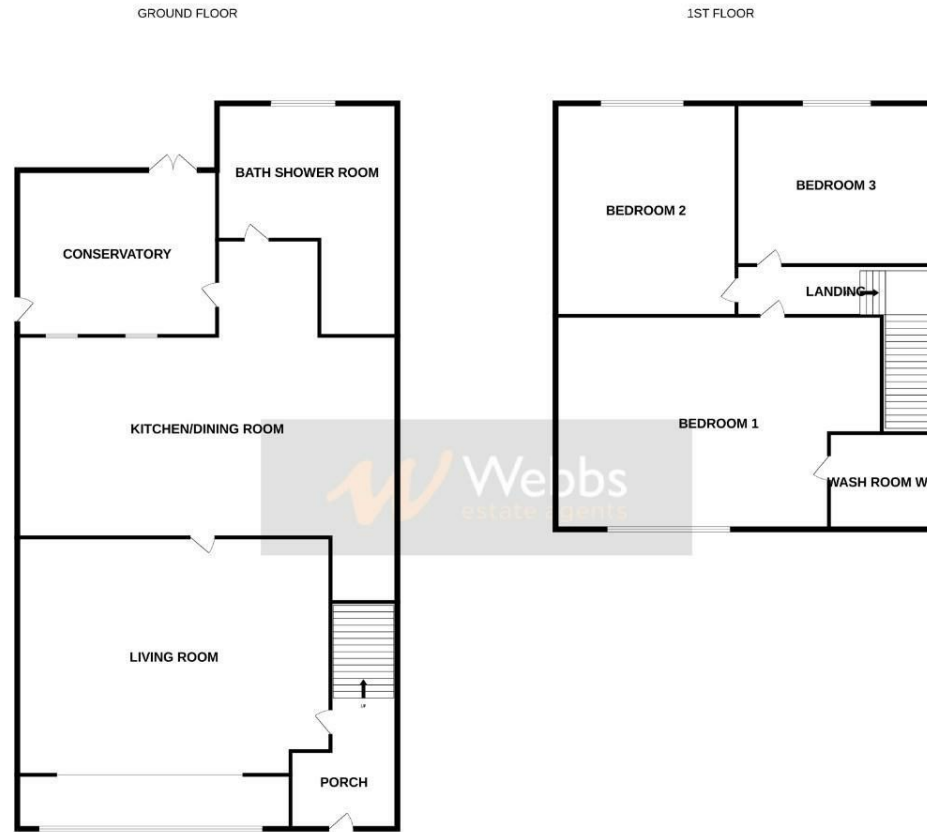 GROUND FLOOR
1ST FLOOR
BATH SHOWER ROOM
CONSERVATORY
KITCHEN/DINING ROOM
LIVING ROOM
UP
PORCH
BEDROOM 2
BEDROOM 3
LANDING
BEDROOM 1
WASH ROOM W
Webbs
estate agents